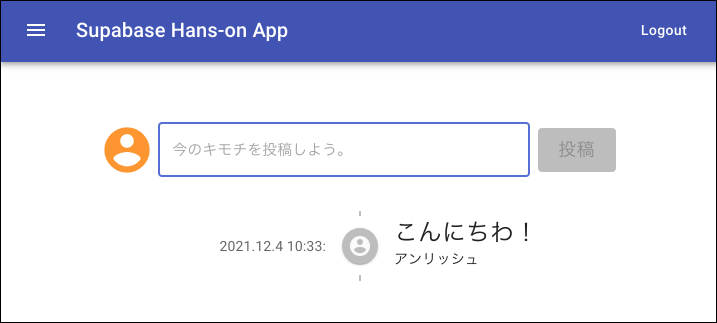 Supabase Hans-on App
Logout
今のキモチを投稿しよう。
投稿
2021.12.4 10:33:
こんにちわ！
アンリッシュ